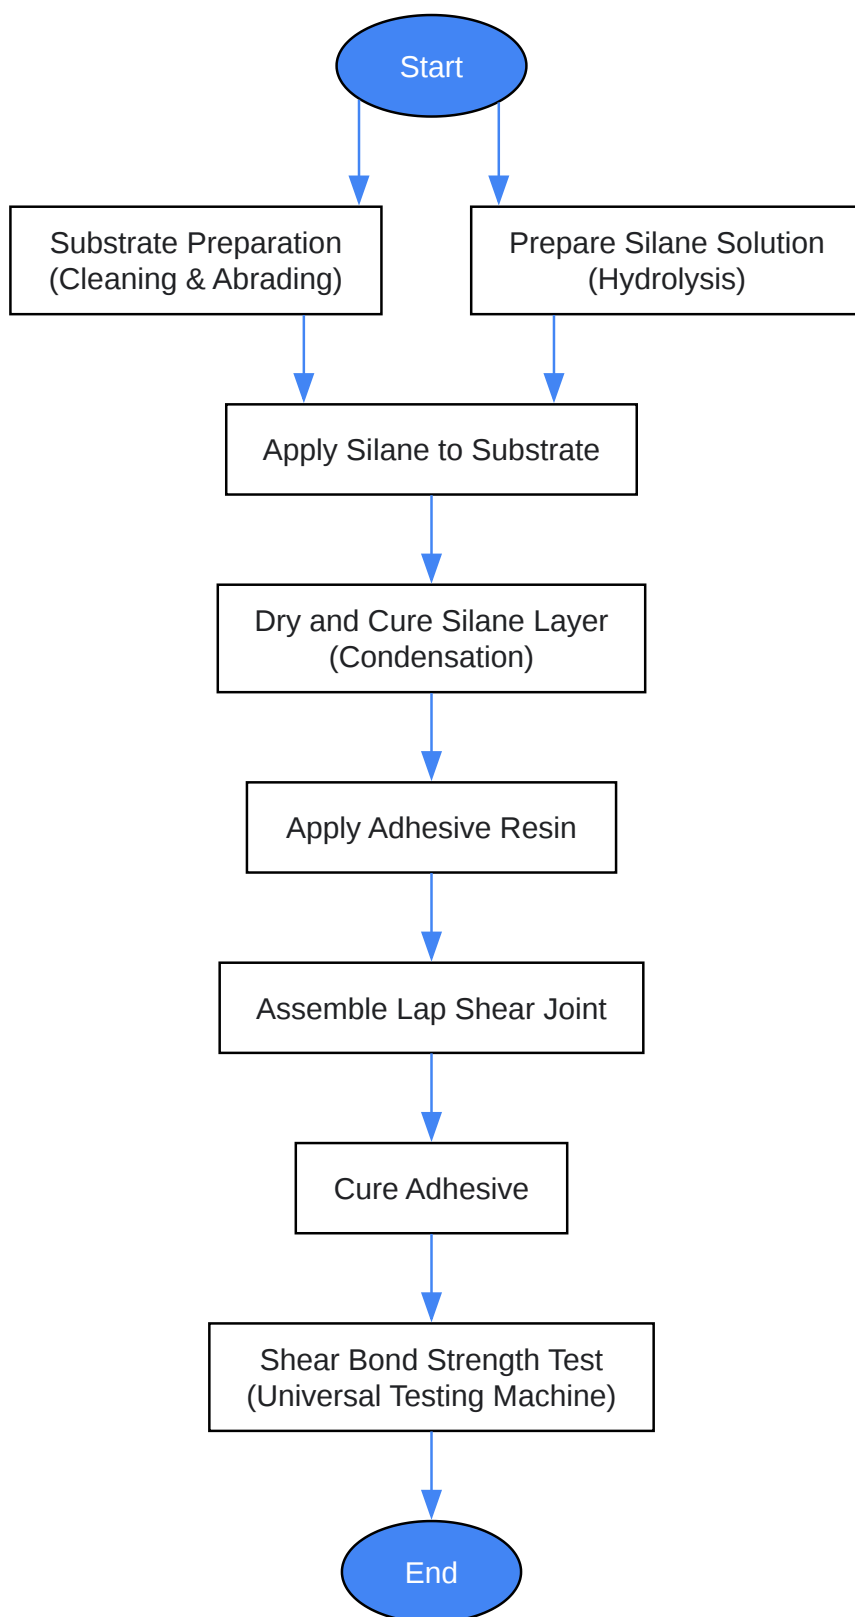 Start
Substrate Preparation
(Cleaning & Abrading)
Prepare Silane Solution
(Hydrolysis)
Apply Silane to Substrate
Dry and Cure Silane Layer
(Condensation)
Apply Adhesive Resin
Assemble Lap Shear Joint
Cure Adhesive
Shear Bond Strength Test
(Universal Testing Machine)
End